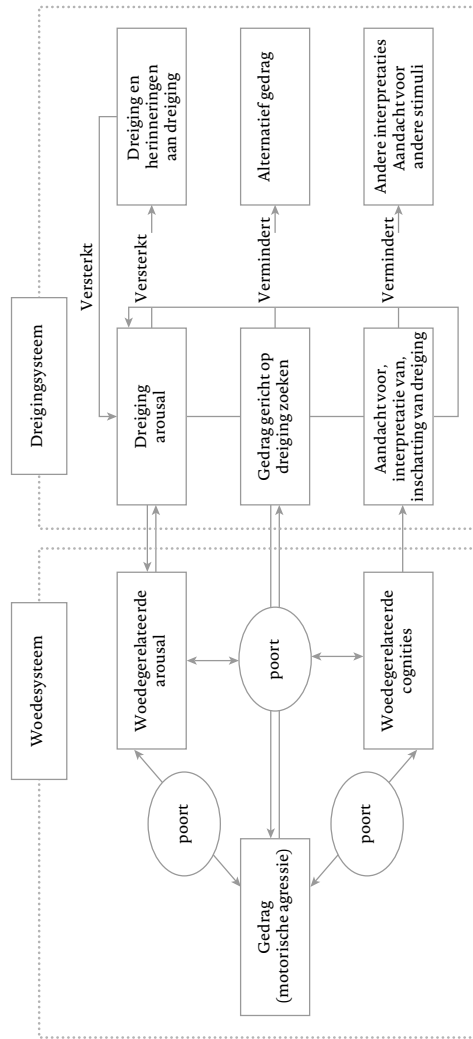 Woedesysteem
Dreigingsysteem
Versterkt
Woedegerelateerde
arousal
Dreiging
arousal
Versterkt
Dreiging en
herinneringen
aan dreiging
poort
Gedrag
(motorische agressie)
poort
Gedrag gericht op
dreiging zoeken
Vermindert
Alternatief gedrag
poort
Woedegerelateerde
cognities
Aandacht voor,
interpretatie van,
inschatting van dreiging
Vermindert
Andere interpretaties
Aandacht voor
andere stimuli